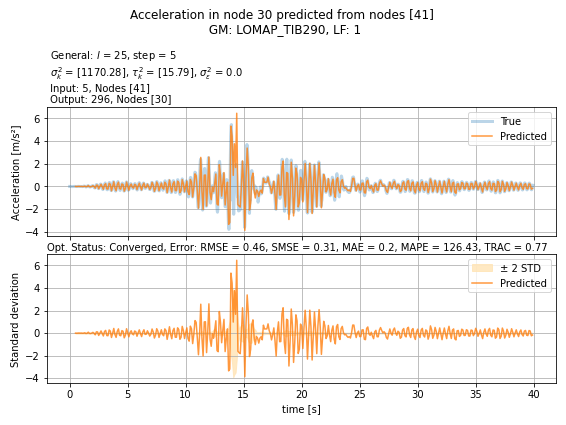 Acceleration in node 30 predicted from nodes [41]
GM: LOMAP_TIB290, LF: 1
General: l = 25, step = 5
σ²ₖ = [1170.28], τ²ₖ = [15.79], σ²ε = 0.0
Input: 5, Nodes [41]
Output: 296, Nodes [30]
Acceleration [m/s²]
6
4
2
0
−2
−4
True
Predicted
Opt. Status: Converged, Error: RMSE = 0.46, SMSE = 0.31, MAE = 0.2, MAPE = 126.43, TRAC = 0.77
Standard deviation
6
4
2
0
−2
−4
± 2 STD
Predicted
0 5 10 15 20 25 30 35 40
time [s]